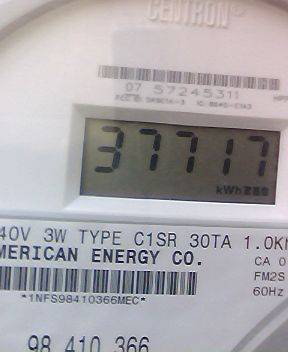 CENTRON®
07 57245311
37717
kWh
40V 3W TYPE C1SR 30TA 1.0K
MERICAN ENERGY CO.
CA 0
FM2S
60Hz
*1NFS98410366MEC*
98 410 366